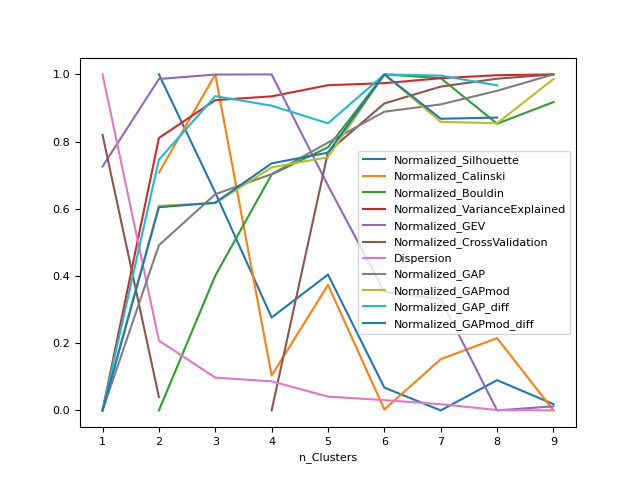 1.0
0.8
0.6
0.4
0.2
0.0
Normalized_Silhouette
Normalized_Calinski
Normalized_Bouldin
Normalized_VarianceExplained
Normalized_GEV
Normalized_CrossValidation
Dispersion
Normalized_GAP
Normalized_GAPmod
Normalized_GAP_diff
Normalized_GAPmod_diff
1 2 3 4 5 6 7 8 9
n_Clusters